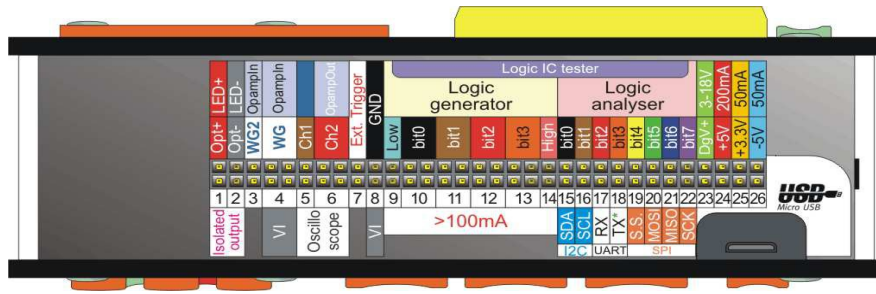 Logic IC tester
LED+ LED- OpampIn OpampIn OpampOut Logic generator Logic analyser 3-18V 200mA 50mA 50mA
Opt+ Opt- WG2 WG Ch1 Ch2 Ext. Trigger GND Low bit0 bit1 bit2 bit3 High bit0 bit1 bit2 bit3 bit4 bit5 bit6 bit7 DgV+ +5V +3.3V -5V
1 2 3 4 5 6 7 8 9 10 11 12 13 14 15 16 17 18 19 20 21 22 23 24 25 26
Isolated output VI Oscillo scope VI >100mA SDA SCL RX TX* S.S. MOSI MISO SCK
I2C UART SPI
USB
Micro USB